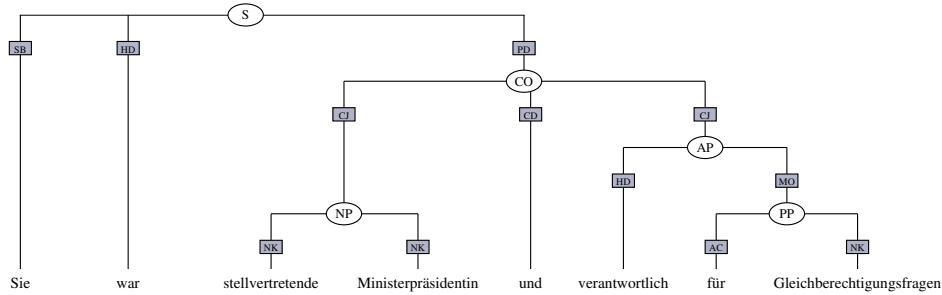 S
SB HD PD
CO
CJ CD CJ
AP
HD MO
NP PP
NK NK AC NK
Sie war stellvertretende Ministerpräsidentin und verantwortlich für Gleichberechtigungsfragen